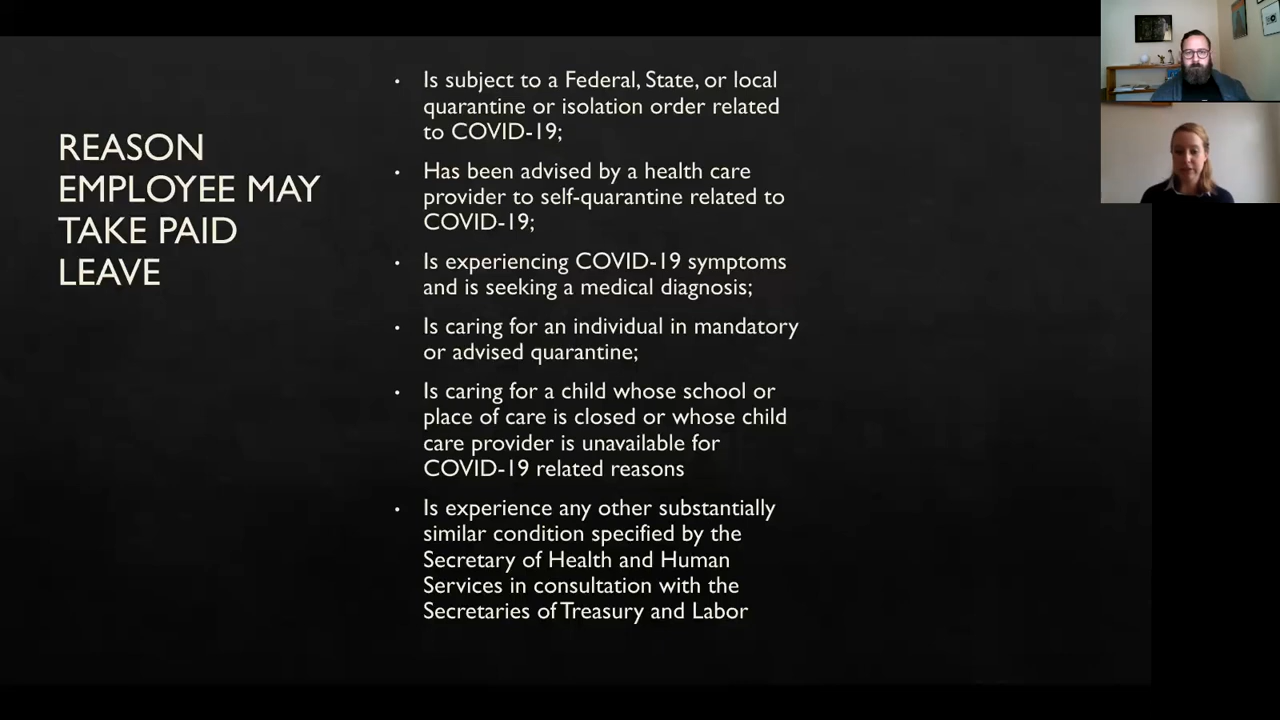 REASON
EMPLOYEE MAY
TAKE PAID
LEAVE
Is subject to a Federal, State, or local
quarantine or isolation order related
to COVID-19;
Has been advised by a health care
provider to self-quarantine related to
COVID-19;
Is experiencing COVID-19 symptoms
and is seeking a medical diagnosis;
Is caring for an individual in mandatory
or advised quarantine;
Is caring for a child whose school or
place of care is closed or whose child
care provider is unavailable for
COVID-19 related reasons
Is experience any other substantially
similar condition specified by the
Secretary of Health and Human
Services in consultation with the
Secretaries of Treasury and Labor